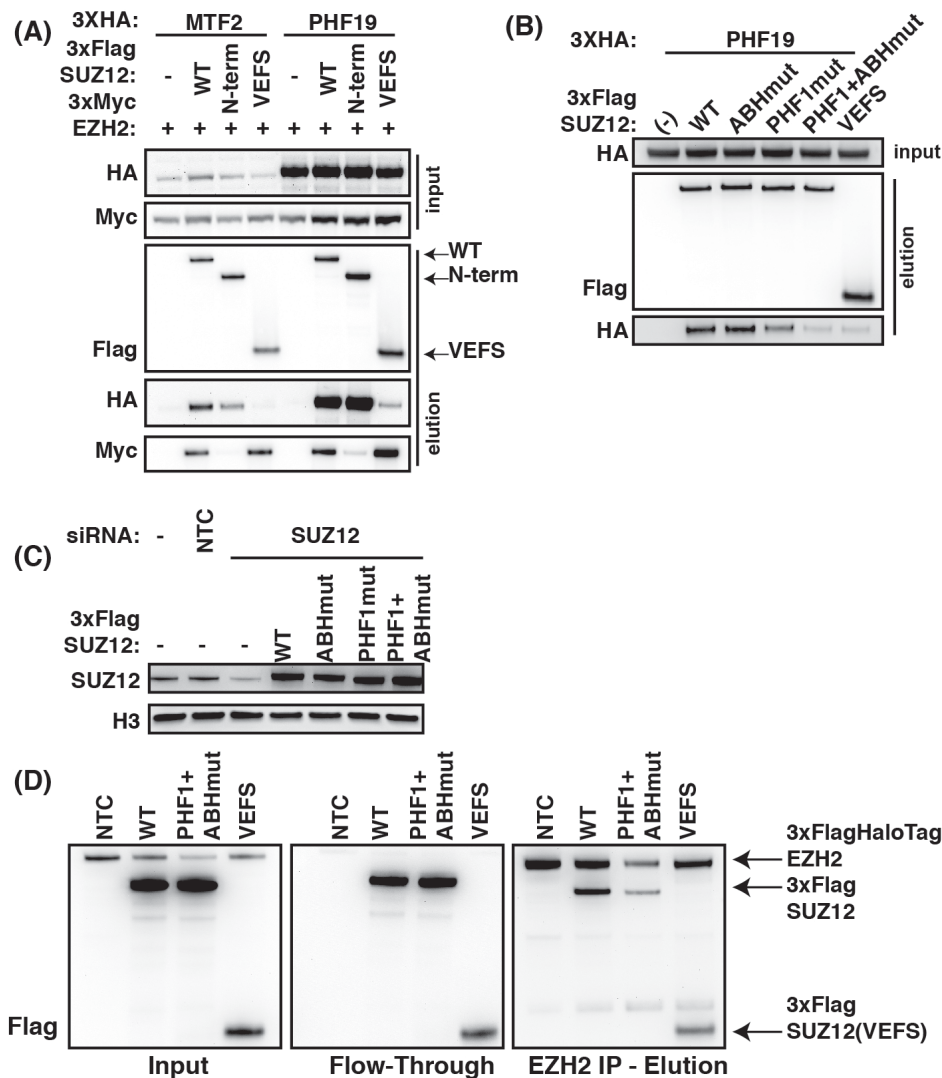 (A)
3XHA: MTF2 PHF19
3xFlag
SUZ12: - WT N-term VEFS - WT N-term VEFS
3xMyc
EZH2: + + + + + + + +
HA
Myc
input
WT
N-term
Flag
VEFS
HA
Myc
elution
(B)
3XHA: PHF19
3xFlag
SUZ12: (-) WT ABHmut PHF1mut PHF1+ABHmut VEFS
HA input
Flag
HA
elution
(C)
siRNA: - NTC SUZ12
3xFlag
SUZ12: - - - WT ABHmut PHF1mut PHF1+ ABHmut
SUZ12
H3
(D)
NTC WT PHF1+ ABHmut VEFS
NTC WT PHF1+ ABHmut VEFS
NTC WT PHF1+ ABHmut VEFS
3xFlagHaloTag
EZH2
3xFlag
SUZ12
3xFlag
SUZ12(VEFS)
Flag
Input
Flow-Through
EZH2 IP - Elution